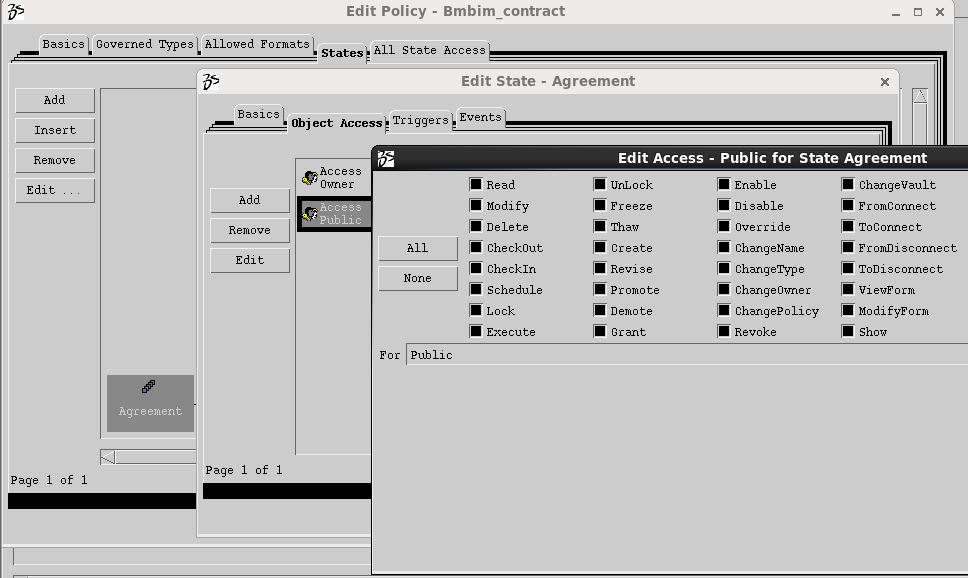 Edit Policy - Bmbim_contract
Basics Governed Types Allowed Formats States All State Access
Add
Insert
Remove
Edit ...
Agreement
Page 1 of 1
Edit State - Agreement
Basics Object Access Triggers Events
Add
Remove
Edit
Access
Owner
Access
Public
Page 1 of 1
Edit Access - Public for State Agreement
All
None
Read UnLock Enable ChangeVault
Modify Freeze Disable FromConnect
Delete Thaw Override ToConnect
CheckOut Create ChangeName FromDisconnect
CheckIn Revise ChangeType ToDisconnect
Schedule Promote ChangeOwner ViewForm
Lock Demote ChangePolicy ModifyForm
Execute Grant Revoke Show
For Public